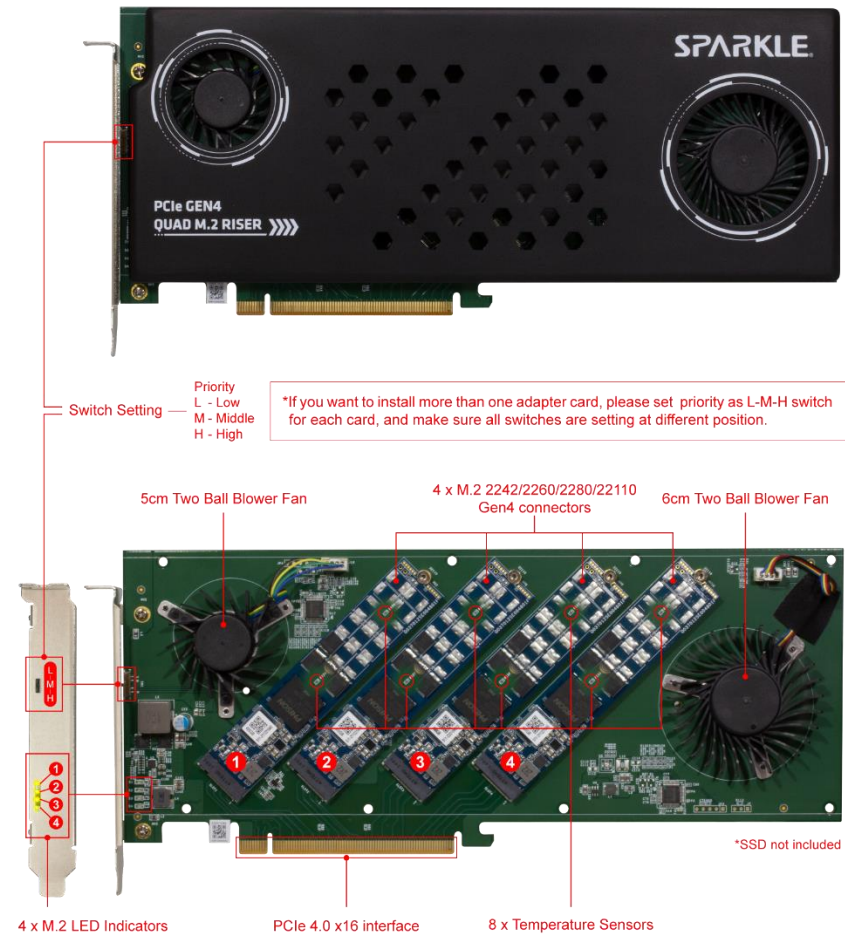 SPARKLE
PCIe GEN4
QUAD M.2 RISER
Switch Setting
Priority
L - Low
M - Middle
H - High
*If you want to install more than one adapter card, please set priority as L-M-H switch
for each card, and make sure all switches are setting at different position.
5cm Two Ball Blower Fan
4 x M.2 2242/2260/2280/22110
Gen4 connectors
6cm Two Ball Blower Fan
L
M
H
1
2
3
4
1
2
3
4
*SSD not included
4 x M.2 LED Indicators
PCIe 4.0 x16 interface
8 x Temperature Sensors